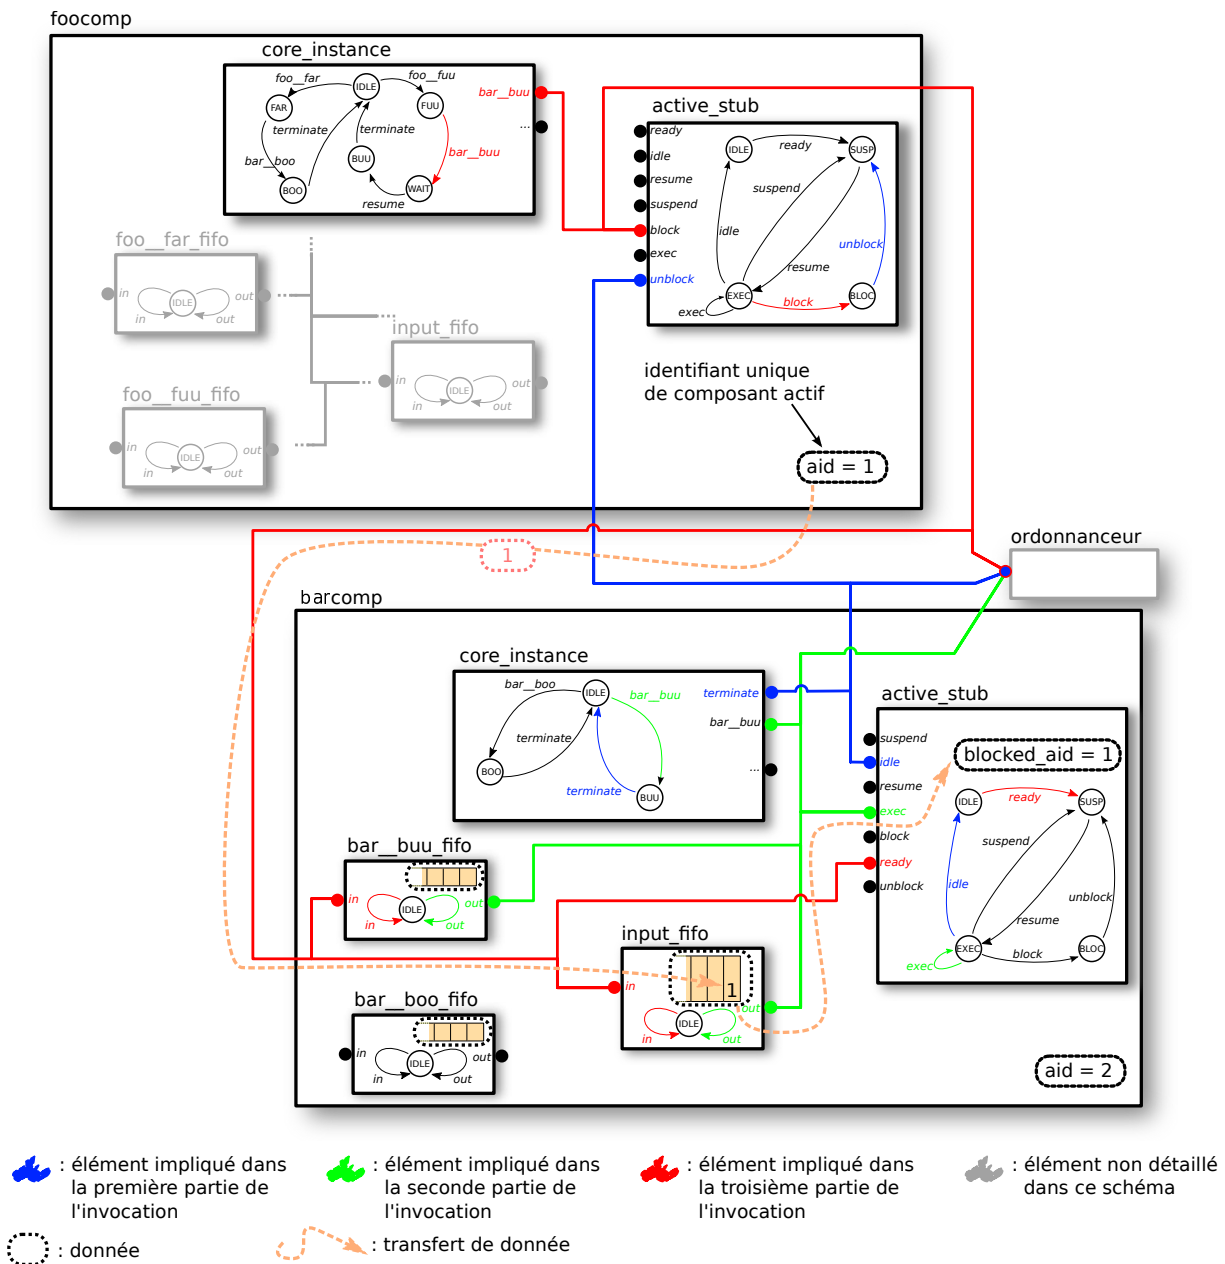 foocomp
core_instance
foo__far
foo__fuu
IDLE
FAR
FUU
terminate
terminate
bar__boo
bar__buu
BUU
BOO
WAIT
resume
bar__buu
...
active_stub
ready
idle
resume
suspend
block
exec
unblock
IDLE
ready
SUSP
suspend
idle
unblock
resume
EXEC
block
BLOC
exec
foo__far_fifo
in
IDLE
out
in
out
input_fifo
in
IDLE
out
in
out
foo__fuu_fifo
in
IDLE
out
in
out
identifiant unique
de composant actif
aid = 1
1
ordonnanceur
barcomp
core_instance
bar__boo
IDLE
bar__buu
terminate
BOO
terminate
BUU
terminate
bar__buu
...
active_stub
suspend
idle
resume
exec
block
ready
unblock
blocked_aid = 1
IDLE
ready
SUSP
suspend
idle
unblock
resume
EXEC
block
BLOC
exec
bar__buu_fifo
in
IDLE
out
in
out
input_fifo
in
1
out
IDLE
in
out
bar__boo_fifo
in
IDLE
out
in
out
aid = 2
: élément impliqué dans
la première partie de
l'invocation
: élément impliqué dans
la seconde partie de
l'invocation
: élément impliqué dans
la troisième partie de
l'invocation
: élément non détaillé
dans ce schéma
: donnée
: transfert de donnée